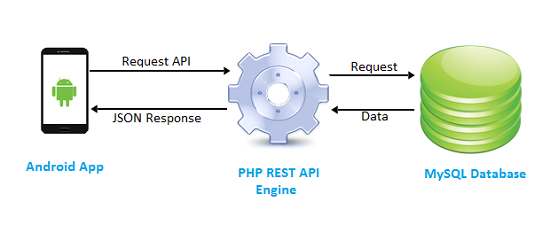 Request API
JSON Response
Request
Data
Android App
PHP REST API
Engine
MySQL Database